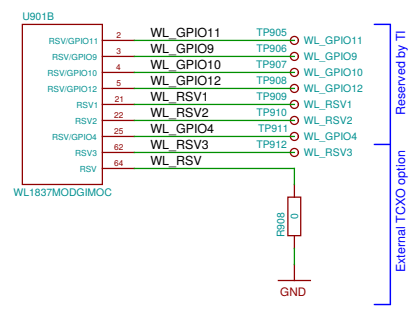 U901B
RSV/GPIO11 2 WL_GPIO11 TP905 WL_GPIO11
RSV/GPIO9 3 WL_GPIO9 TP906 WL_GPIO9
RSV/GPIO10 4 WL_GPIO10 TP907 WL_GPIO10
RSV/GPIO12 5 WL_GPIO12 TP908 WL_GPIO12
RSV1 21 WL_RSV1 TP909 WL_RSV1
RSV2 22 WL_RSV2 TP910 WL_RSV2
RSV/GPIO4 25 WL_GPIO4 TP911 WL_GPIO4
RSV3 62 WL_RSV3 TP912 WL_RSV3
RSV 64 WL_RSV
WL1837MODGIMOC
R908 0
GND
Reserved by TI
External TCXO option